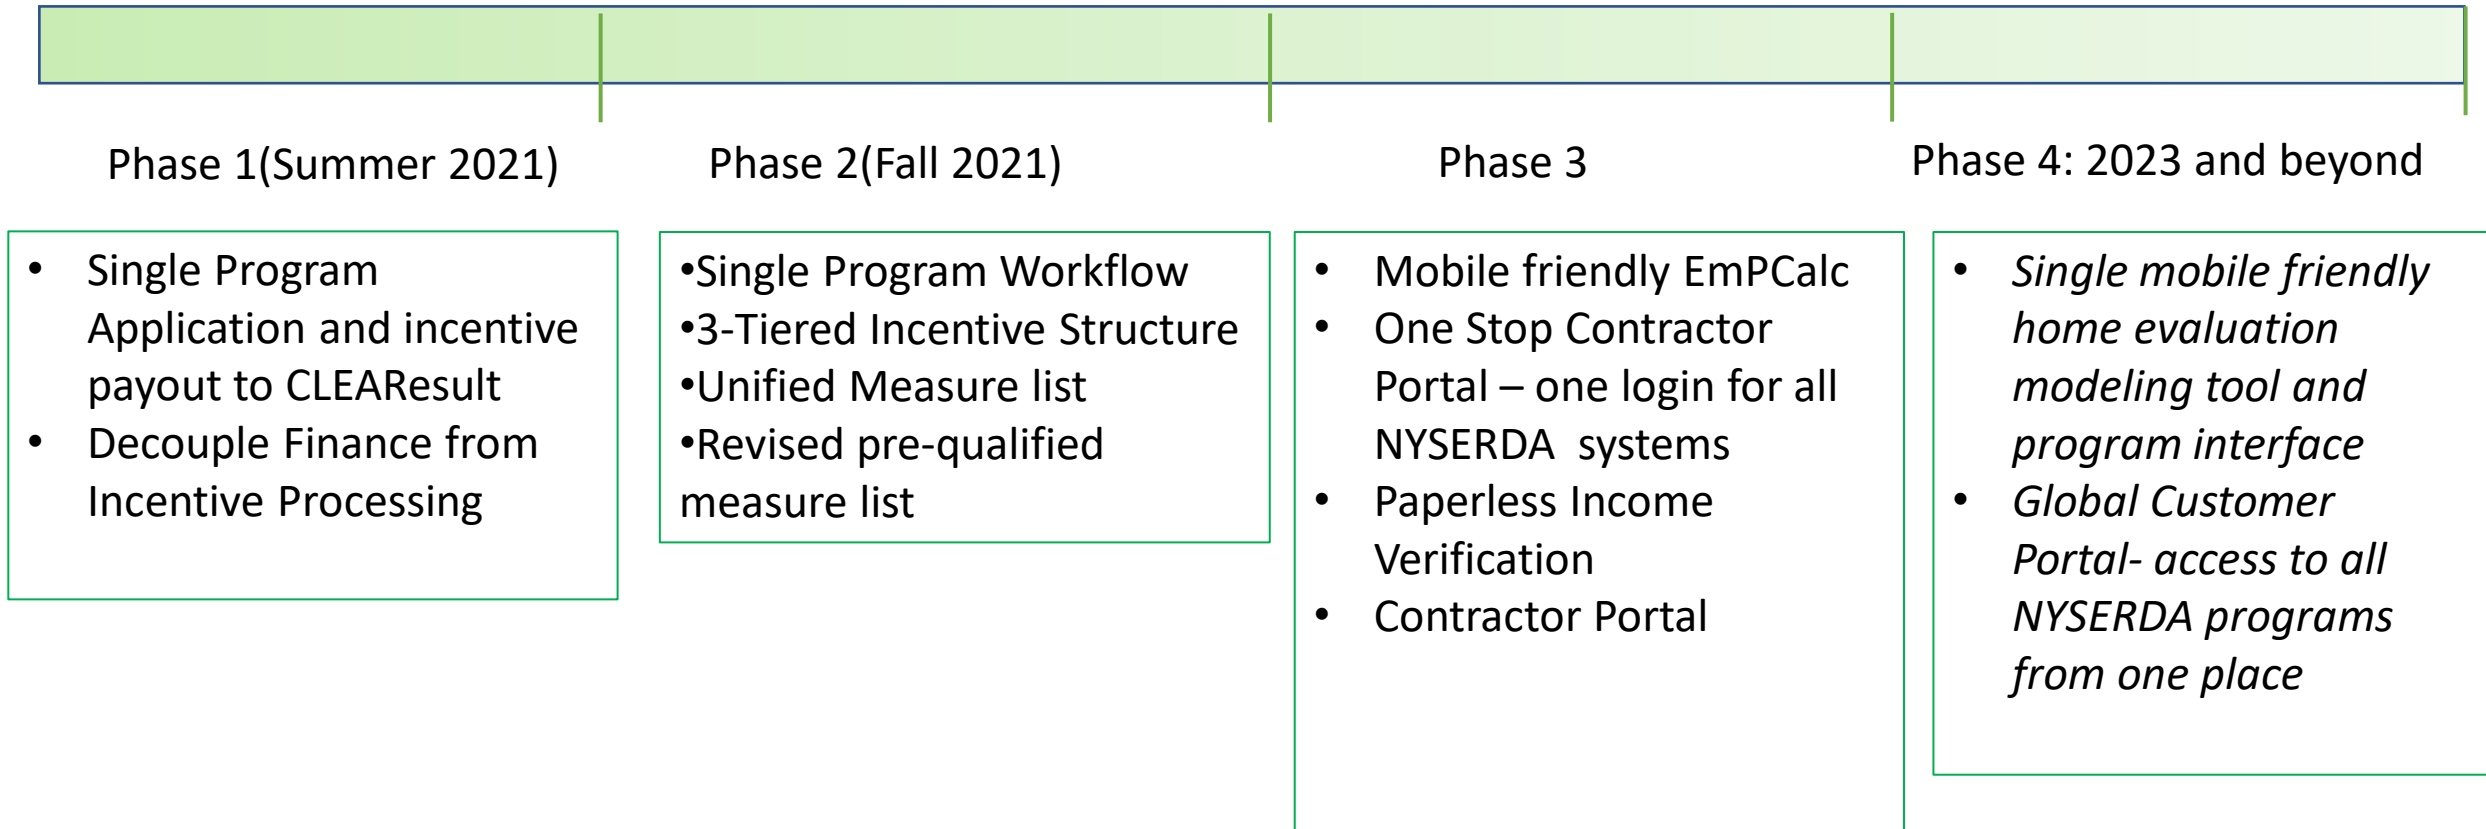 Phase 1(Summer 2021)
• Single Program
Application and incentive
payout to CLEAResult
• Decouple Finance from
Incentive Processing
Phase 2(Fall 2021)
•Single Program Workflow
•3-Tiered Incentive Structure
•Unified Measure list
•Revised pre-qualified
measure list
Phase 3
• Mobile friendly EmPCalc
• One Stop Contractor
Portal – one login for all
NYSERDA systems
• Paperless Income
Verification
• Contractor Portal
Phase 4: 2023 and beyond
• Single mobile friendly
home evaluation
modeling tool and
program interface
• Global Customer
Portal- access to all
NYSERDA programs
from one place